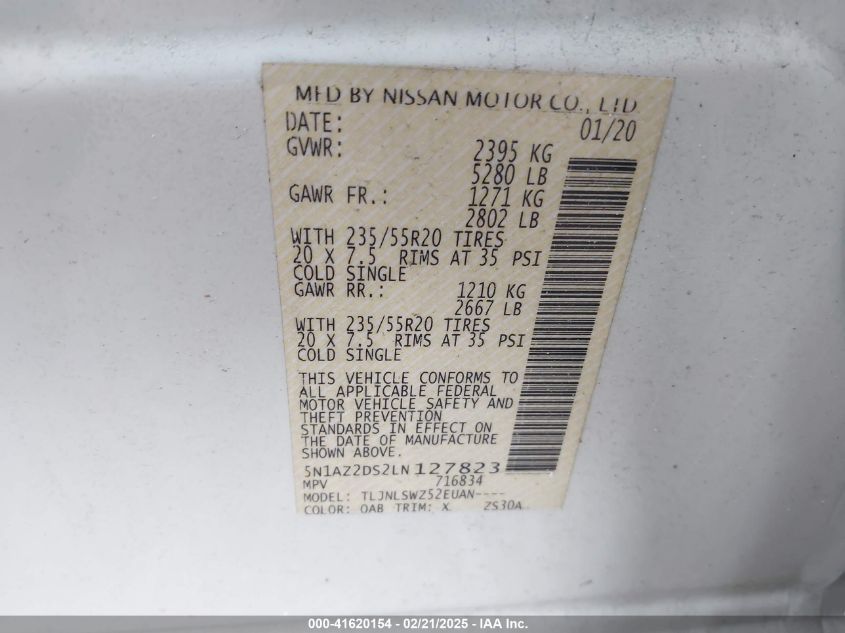 MFD BY NISSAN MOTOR CO., LTD.
DATE: 01/20
GVWR: 2395 KG
5280 LB
GAWR FR.: 1271 KG
2802 LB
WITH 235/55R20 TIRES
20 X 7.5 RIMS AT 35 PSI
COLD SINGLE
GAWR RR.: 1210 KG
2667 LB
WITH 235/55R20 TIRES
20 X 7.5 RIMS AT 35 PSI
COLD SINGLE
THIS VEHICLE CONFORMS TO
ALL APPLICABLE FEDERAL
MOTOR VEHICLE SAFETY AND
THEFT PREVENTION
STANDARDS IN EFFECT ON
THE DATE OF MANUFACTURE
SHOWN ABOVE.
5N1AZ2DS2LN127823
MPV 716834
MODEL: TLJNLSWZ52EUAN----
COLOR: QAB TRIM: X ZS30A
000-41620154 - 02/21/2025 - IAA Inc.